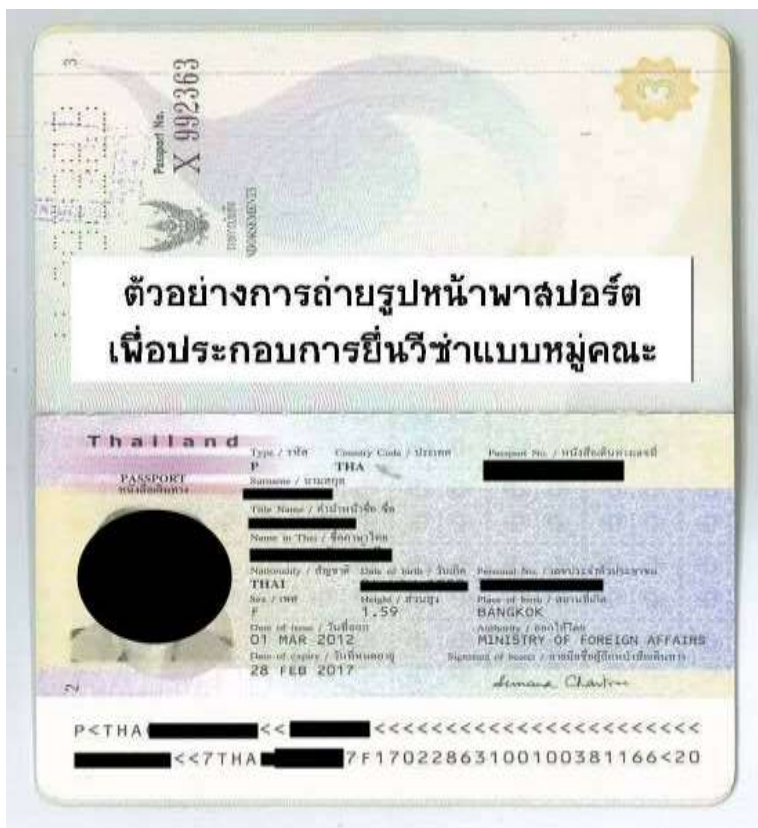 3
Passport No.
X 992363
ENDORSEMENTS
3
ตัวอย่างการถ่ายรูปหน้าพาสปอร์ต
เพื่อประกอบการยื่นวีซ่าแบบหมู่คณะ
Thailand
PASSPORT
หนังสือเดินทาง
Type / รหัส Country Code / ประเทศ Passport No. / หนังสือเดินทางเลขที่
P THA
Surname / นามสกุล
Title Name / คำนำหน้าชื่อ ชื่อ
Name in Thai / ชื่อภาษาไทย
Nationality / สัญชาติ Date of birth / วันเกิด Personal No. / เลขประจำตัวประชาชน
THAI
Sex / เพศ Height / ส่วนสูง Place of birth / สถานที่เกิด
F 1.59 BANGKOK
Date of issue / วันที่ออก Authority / ออกให้โดย
01 MAR 2012 MINISTRY OF FOREIGN AFFAIRS
Date of expiry / วันที่หมดอายุ Signature of bearer / ลายมือชื่อผู้ถือหนังสือเดินทาง
28 FEB 2017
2
P<THA << <<<<<<<<<<<<<<<<<<<<<<<<
<<7THA 7F17022863100100381166<20